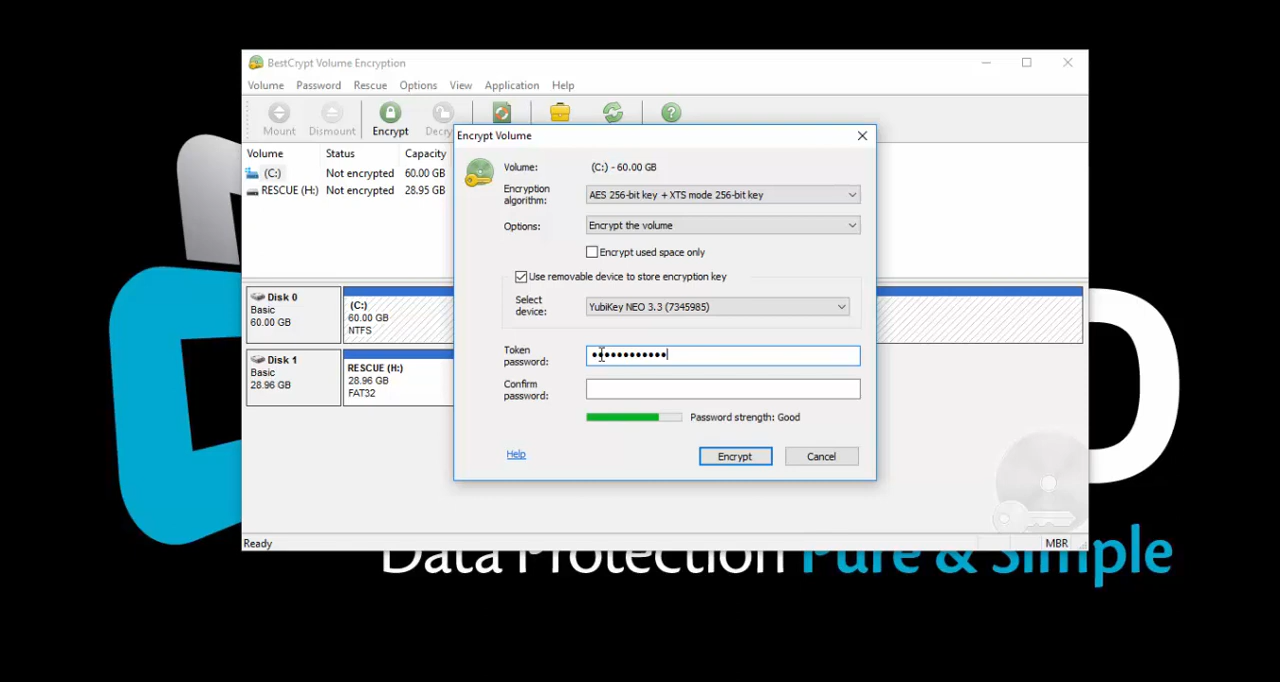 BestCrypt Volume Encryption
Volume Password Rescue Options View Application Help
Mount Dismount Encrypt Decry
Volume Status Capacity
(C:) Not encrypted 60.00 GB
RESCUE (H:) Not encrypted 28.95 GB
Encrypt Volume
Volume: (C:) - 60.00 GB
Encryption algorithm: AES 256-bit key + XTS mode 256-bit key
Options: Encrypt the volume
Encrypt used space only
Use removable device to store encryption key
Select device: YubiKey NEO 3.3 (7345985)
Token password: ••••••••••••
Confirm password:
Password strength: Good
Help Encrypt Cancel
Disk 0
Basic
60.00 GB
(C:)
60.00 GB
NTFS
Disk 1
Basic
28.96 GB
RESCUE (H:)
28.96 GB
FAT32
Ready MBR
Data Protection Pure & Simple